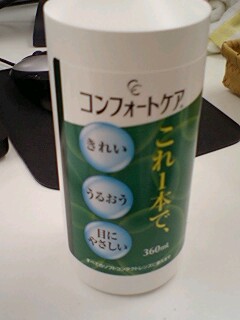 コンフォートケア
これ1本で、
きれい
うるおう
目に
やさしい
360ml